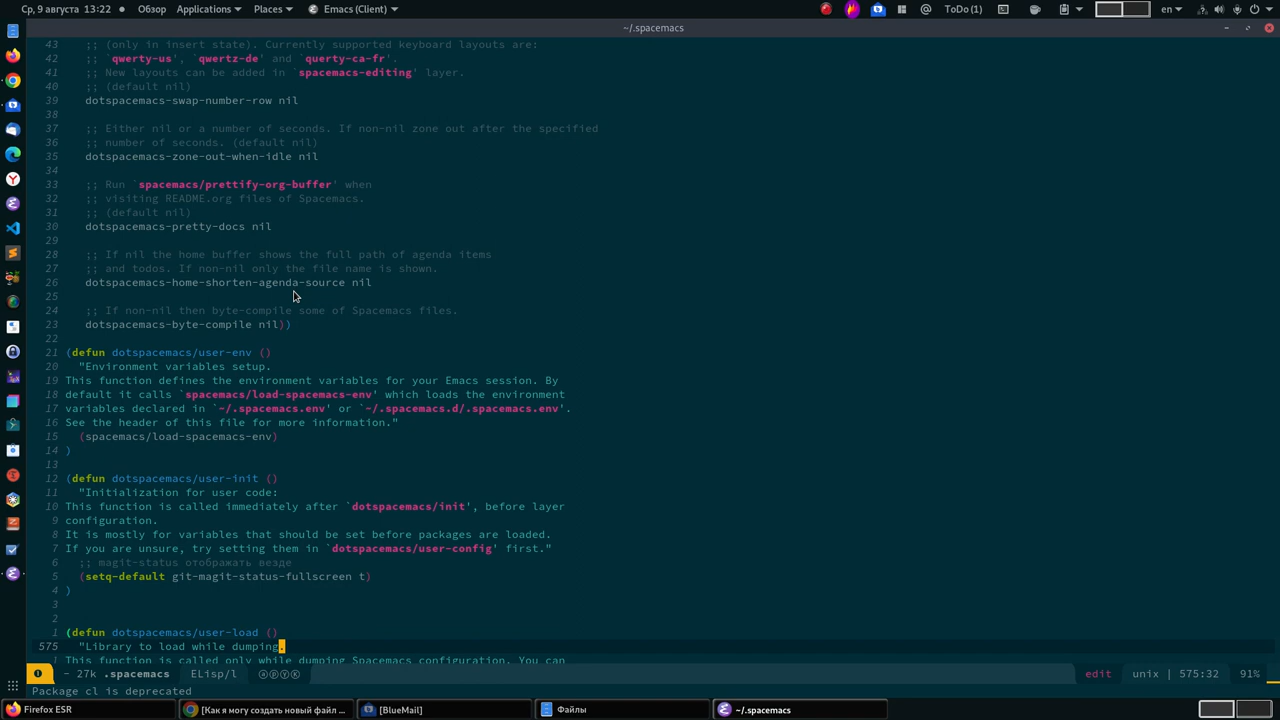 Ср, 9 августа 13:22
Обзор
Applications
Places
Emacs (Client)
ToDo (1)
en
~/.spacemacs
43 ;; (only in insert state). Currently supported keyboard layouts are:
42 ;; `qwerty-us', `qwertz-de' and `querty-ca-fr'.
41 ;; New layouts can be added in `spacemacs-editing' layer.
40 ;; (default nil)
39 dotspacemacs-swap-number-row nil
38
37 ;; Either nil or a number of seconds. If non-nil zone out after the specified
36 ;; number of seconds. (default nil)
35 dotspacemacs-zone-out-when-idle nil
34
33 ;; Run `spacemacs/prettify-org-buffer' when
32 ;; visiting README.org files of Spacemacs.
31 ;; (default nil)
30 dotspacemacs-pretty-docs nil
29
28 ;; If nil the home buffer shows the full path of agenda items
27 ;; and todos. If non-nil only the file name is shown.
26 dotspacemacs-home-shorten-agenda-source nil
25
24 ;; If non-nil then byte-compile some of Spacemacs files.
23 dotspacemacs-byte-compile nil))
22
21 (defun dotspacemacs/user-env ()
20 "Environment variables setup.
19 This function defines the environment variables for your Emacs session. By
18 default it calls `spacemacs/load-spacemacs-env' which loads the environment
17 variables declared in `~/.spacemacs.env' or `~/.spacemacs.d/.spacemacs.env'.
16 See the header of this file for more information."
15 (spacemacs/load-spacemacs-env)
14 )
13
12 (defun dotspacemacs/user-init ()
11 "Initialization for user code:
10 This function is called immediately after `dotspacemacs/init', before layer
9 configuration.
8 It is mostly for variables that should be set before packages are loaded.
7 If you are unsure, try setting them in `dotspacemacs/user-config' first."
6 ;; magit-status отображать везде
5 (setq-default git-magit-status-fullscreen t)
4 )
3
2
1 (defun dotspacemacs/user-load ()
575 "Library to load while dumping.
1 This function is called only while dumping Spacemacs configuration. You can
- 27k .spacemacs ELisp/l ⓐⓟⓨⓚ edit unix | 575:32 91%
Package cl is deprecated
Firefox ESR
[Как я могу создать новый файл ...
[BlueMail]
Файлы
~/.spacemacs